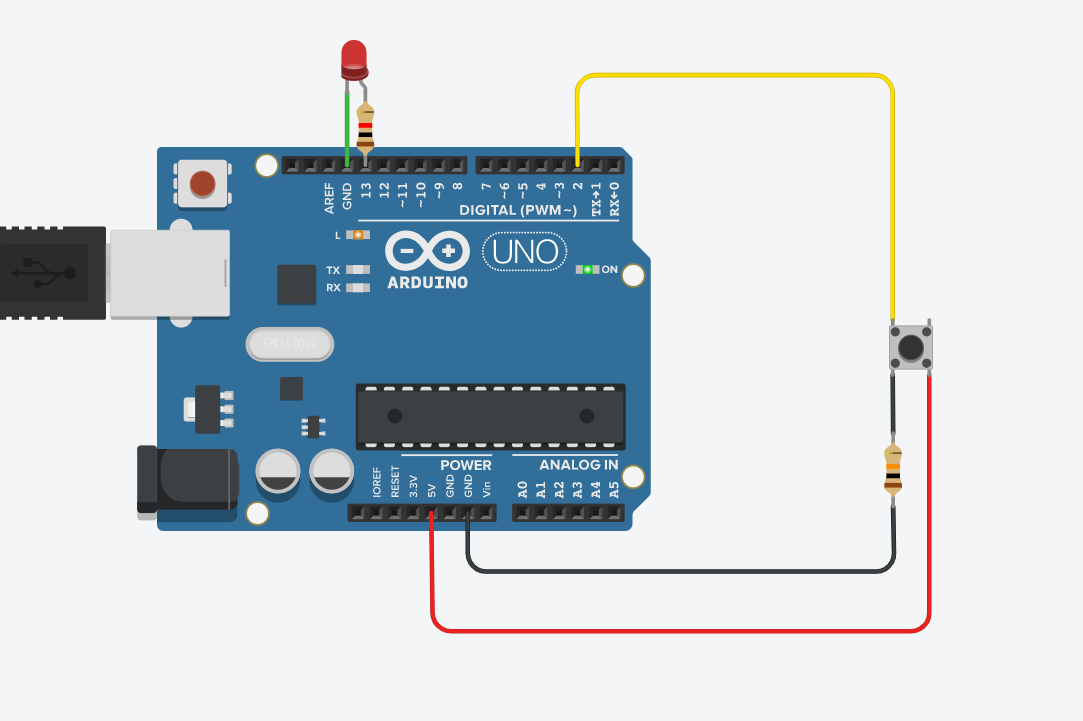 AREF
GND
13
12
~11
~10
~9
8
7
~6
~5
4
~3
2
TX→1
RX←0
DIGITAL (PWM~)
L
TX
RX
ARDUINO
UNO
ON
SPK16.000G
POWER
ANALOG IN
IOREF
RESET
3.3V
5V
GND
GND
Vin
A0
A1
A2
A3
A4
A5